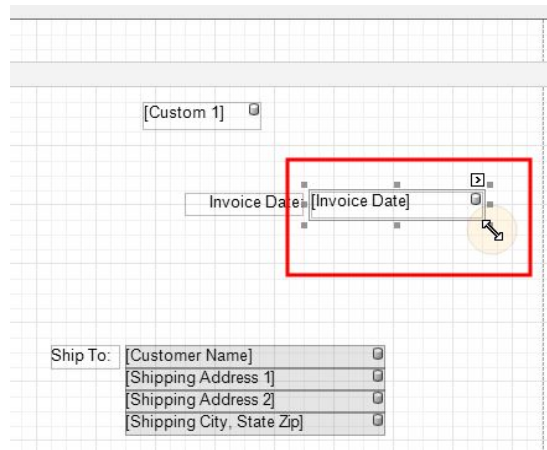 [Custom 1]
Invoice Date: [Invoice Date]
Ship To: [Customer Name]
[Shipping Address 1]
[Shipping Address 2]
[Shipping City, State Zip]